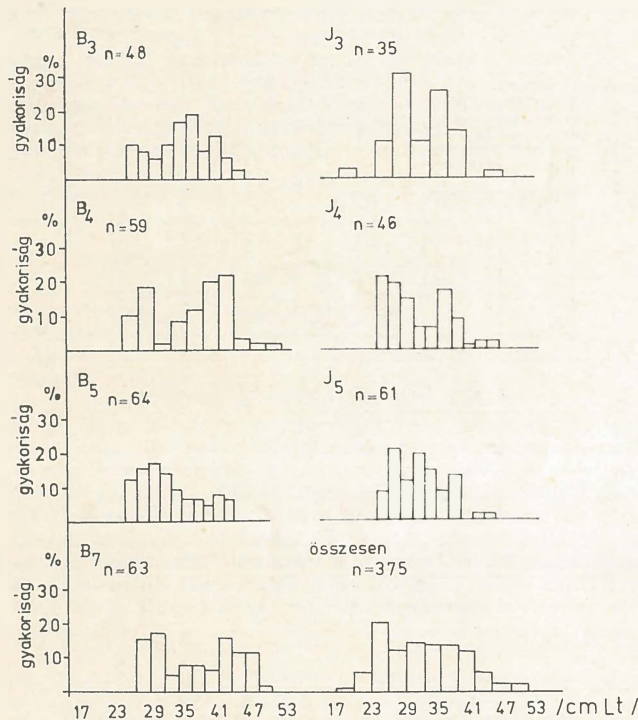 B3 n=48
J3 n=35
%
30
20
10
gyakoriság
B4 n=59
J4 n=46
%
30
20
10
gyakoriság
B5 n=64
J5 n=61
%
30
20
10
gyakoriság
B7 n=63
összesen
n=375
%
30
20
10
gyakoriság
17 23 29 35 41 47 53 17 23 29 35 41 47 53 /cm Lt /